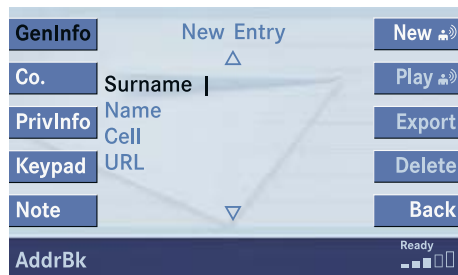 GenInfo
New Entry
New
Co.
Play
Surname
PrivInfo
Name
Export
Cell
Keypad
URL
Delete
Note
Back
AddrBk
Ready